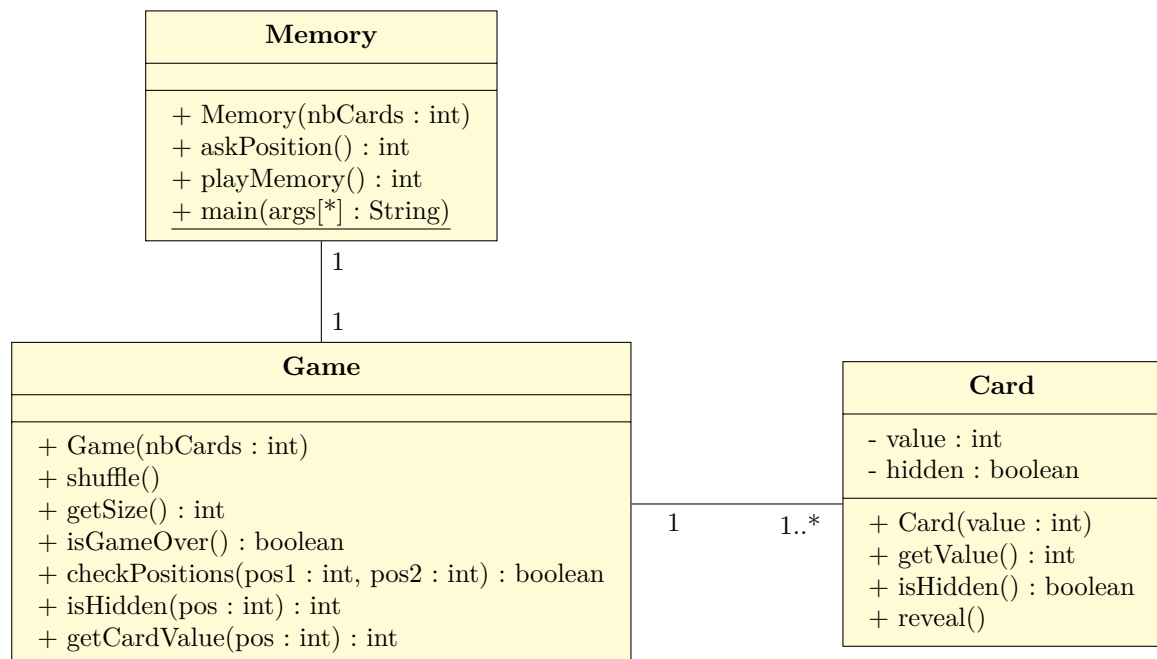 Memory
+ Memory(nbCards : int)
+ askPosition() : int
+ playMemory() : int
+ main(args[*] : String)
1
1
Game
+ Game(nbCards : int)
+ shuffle()
+ getSize() : int
+ isGameOver() : boolean
+ checkPositions(pos1 : int, pos2 : int) : boolean
+ isHidden(pos : int) : int
+ getCardValue(pos : int) : int
1
1..*
Card
- value : int
- hidden : boolean
+ Card(value : int)
+ getValue() : int
+ isHidden() : boolean
+ reveal()